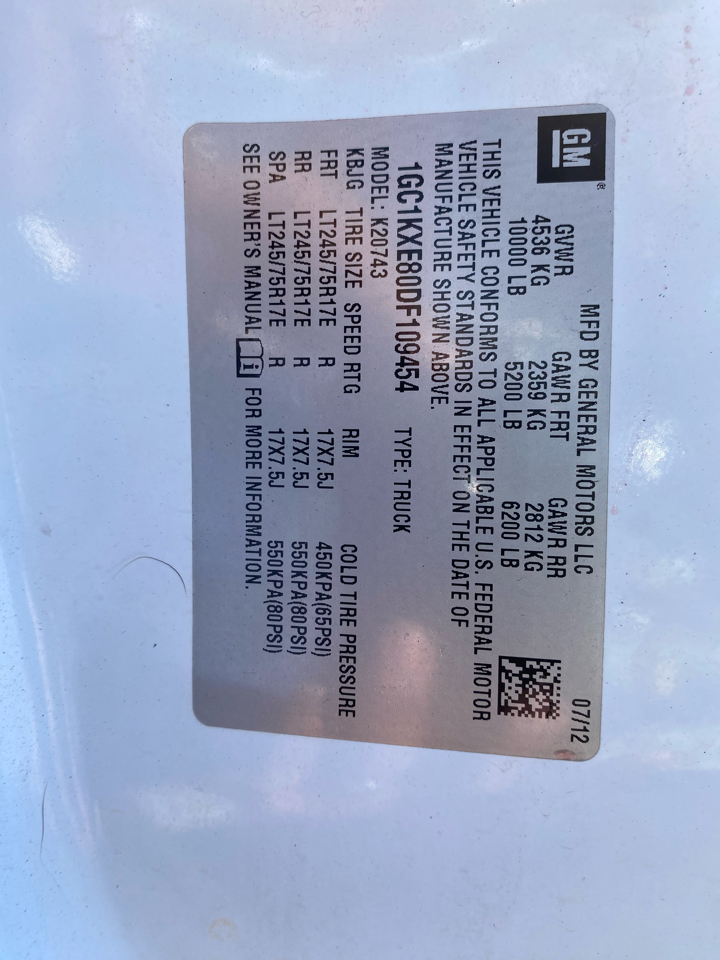 GM®
MFD BY GENERAL MOTORS LLC 07/12
GVWR GAWR FRT GAWR RR
4536 KG 2359 KG 2812 KG
10000 LB 5200 LB 6200 LB
THIS VEHICLE CONFORMS TO ALL APPLICABLE U.S. FEDERAL MOTOR
VEHICLE SAFETY STANDARDS IN EFFECT ON THE DATE OF
MANUFACTURE SHOWN ABOVE.
1GC1KXE80DF109454 TYPE: TRUCK
MODEL: K20743
KBJG TIRE SIZE SPEED RTG RIM COLD TIRE PRESSURE
FRT LT245/75R17E R 17X7.5J 450KPA(65PSI)
RR LT245/75R17E R 17X7.5J 550KPA(80PSI)
SPA LT245/75R17E R 17X7.5J 550KPA(80PSI)
SEE OWNER'S MANUAL i FOR MORE INFORMATION.